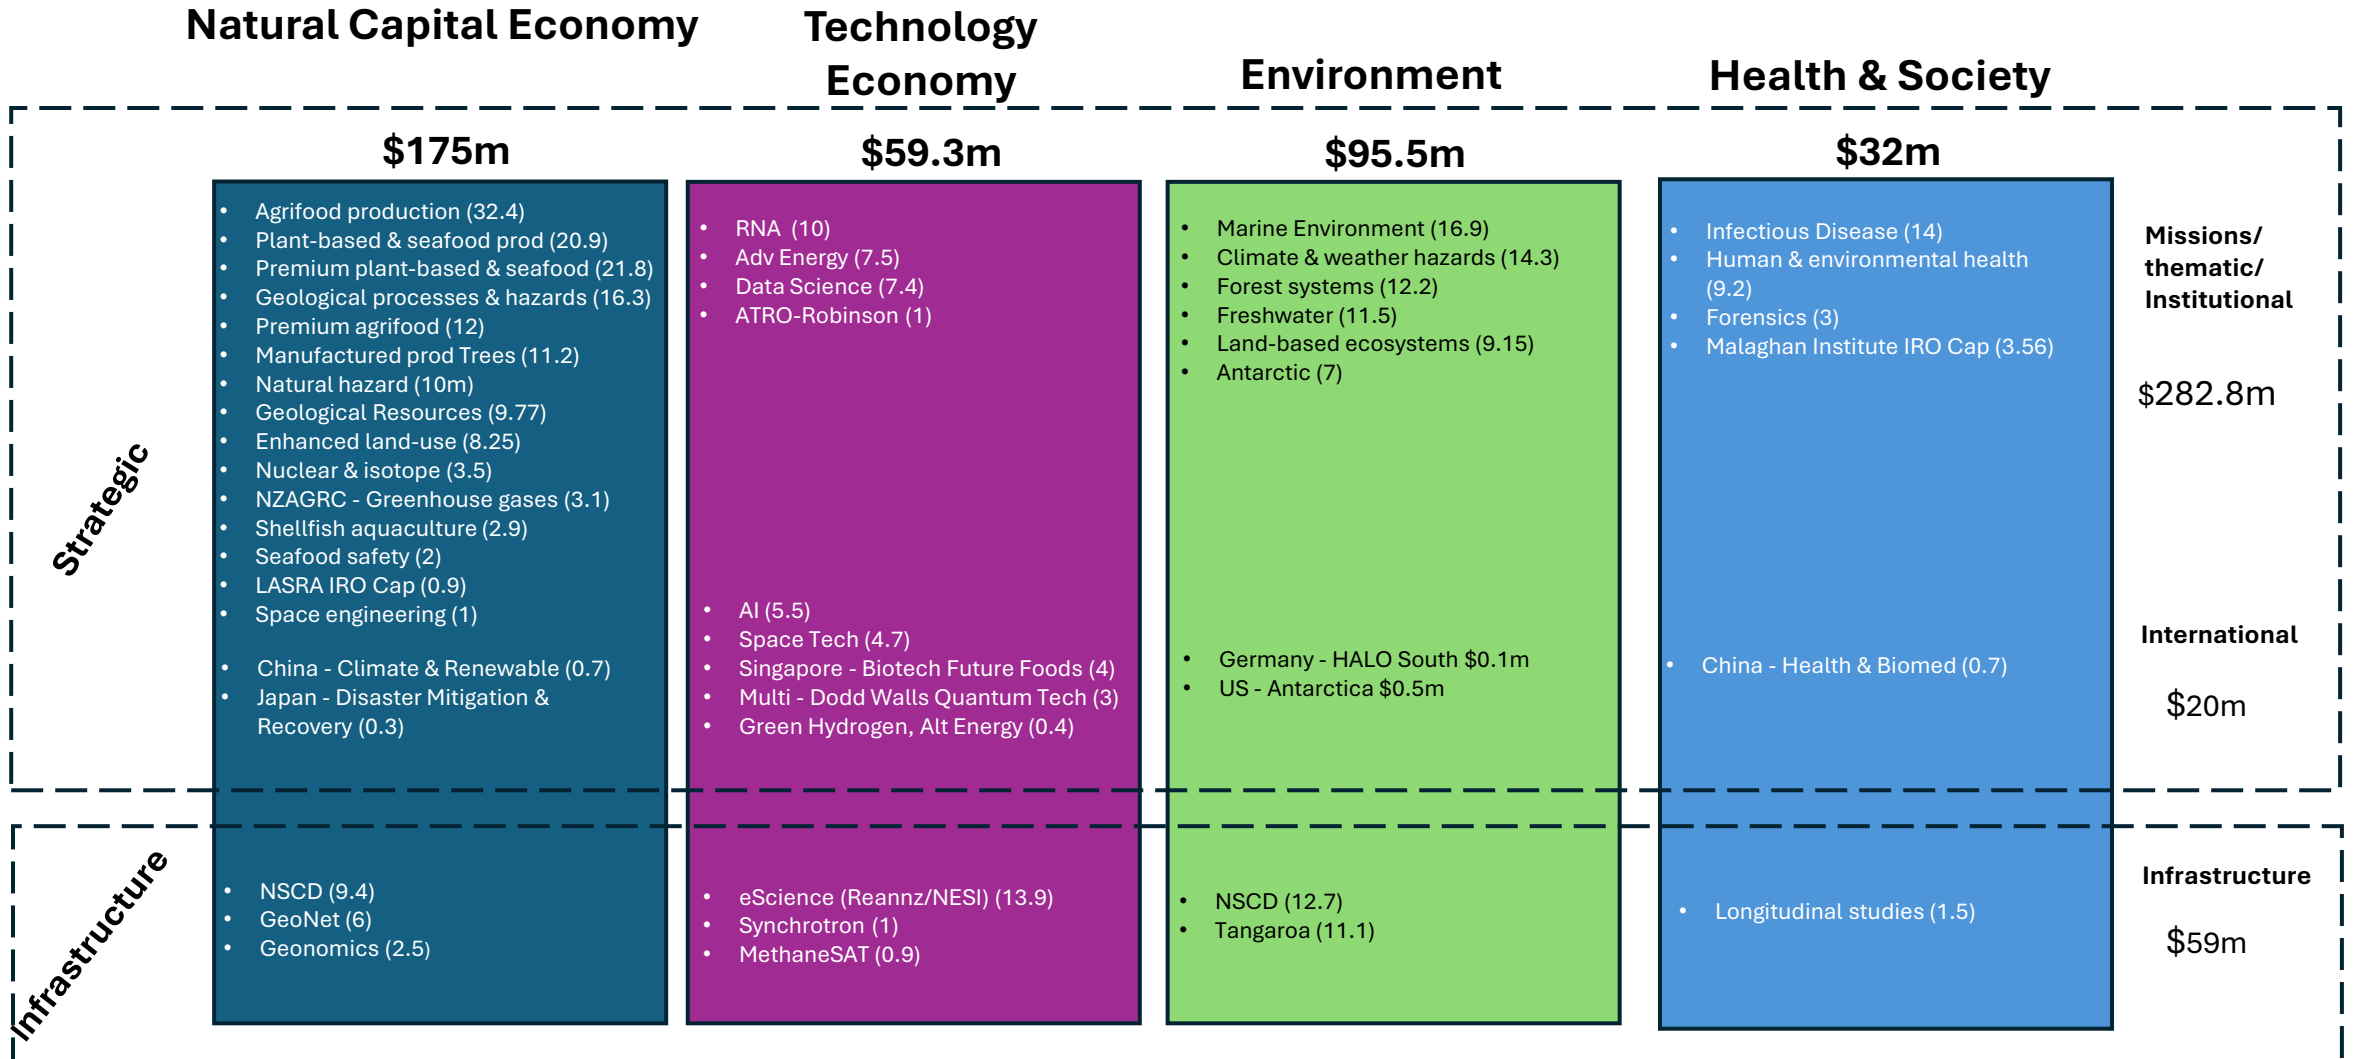 Natural Capital Economy
Technology
Economy
Environment
Health & Society
$175m
$59.3m
$95.5m
$32m
Strategic
• Agrifood production (32.4)
• Plant-based & seafood prod (20.9)
• Premium plant-based & seafood (21.8)
• Geological processes & hazards (16.3)
• Premium agrifood (12)
• Manufactured prod Trees (11.2)
• Natural hazard (10m)
• Geological Resources (9.77)
• Enhanced land-use (8.25)
• Nuclear & isotope (3.5)
• NZAGRC - Greenhouse gases (3.1)
• Shellfish aquaculture (2.9)
• Seafood safety (2)
• LASRA IRO Cap (0.9)
• Space engineering (1)
• China - Climate & Renewable (0.7)
• Japan - Disaster Mitigation &
Recovery (0.3)
• RNA (10)
• Adv Energy (7.5)
• Data Science (7.4)
• ATRO-Robinson (1)
• AI (5.5)
• Space Tech (4.7)
• Singapore - Biotech Future Foods (4)
• Multi - Dodd Walls Quantum Tech (3)
• Green Hydrogen, Alt Energy (0.4)
• Marine Environment (16.9)
• Climate & weather hazards (14.3)
• Forest systems (12.2)
• Freshwater (11.5)
• Land-based ecosystems (9.15)
• Antarctic (7)
• Germany - HALO South $0.1m
• US - Antarctica $0.5m
• Infectious Disease (14)
• Human & environmental health
(9.2)
• Forensics (3)
• Malaghan Institute IRO Cap (3.56)
• China - Health & Biomed (0.7)
Missions/
thematic/
Institutional
$282.8m
International
$20m
Infrastructure
• NSCD (9.4)
• GeoNet (6)
• Geonomics (2.5)
• eScience (Reannz/NESI) (13.9)
• Synchrotron (1)
• MethaneSAT (0.9)
• NSCD (12.7)
• Tangaroa (11.1)
• Longitudinal studies (1.5)
Infrastructure
$59m